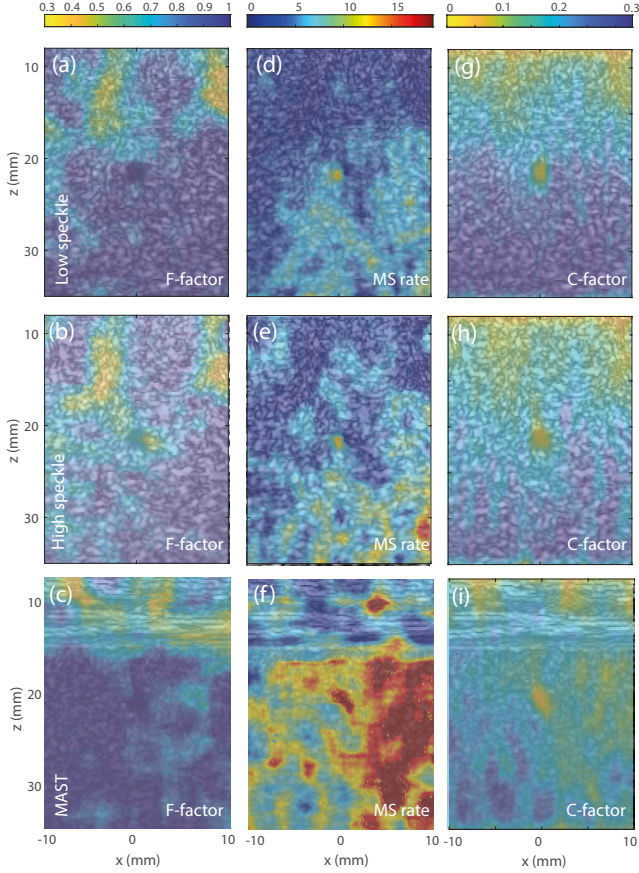 0.3 0.4 0.5 0.6 0.7 0.8 0.9 1
0 5 10 15
0 0.1 0.2 0.3
(a)
(d)
(g)
10
20
30
z (mm)
Low speckle
F-factor
MS rate
C-factor
(b)
(e)
(h)
10
20
30
z (mm)
High speckle
F-factor
MS rate
C-factor
(c)
(f)
(i)
10
20
30
z (mm)
MAST
F-factor
MS rate
C-factor
-10 0 10
-10 0 10
-10 0 10
x (mm)
x (mm)
x (mm)